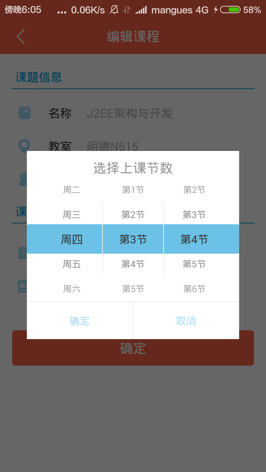 傍晚6:05 ... 0.06K/s mangues 4G 58%
编辑课程
课题信息
名称 J2EE架构与开发
教室 明德N615
选择上课节数
周二 第1节 第2节
周三 第2节 第3节
周四 第3节 第4节
周五 第4节 第5节
周六 第5节 第6节
课
确定 取消
确定